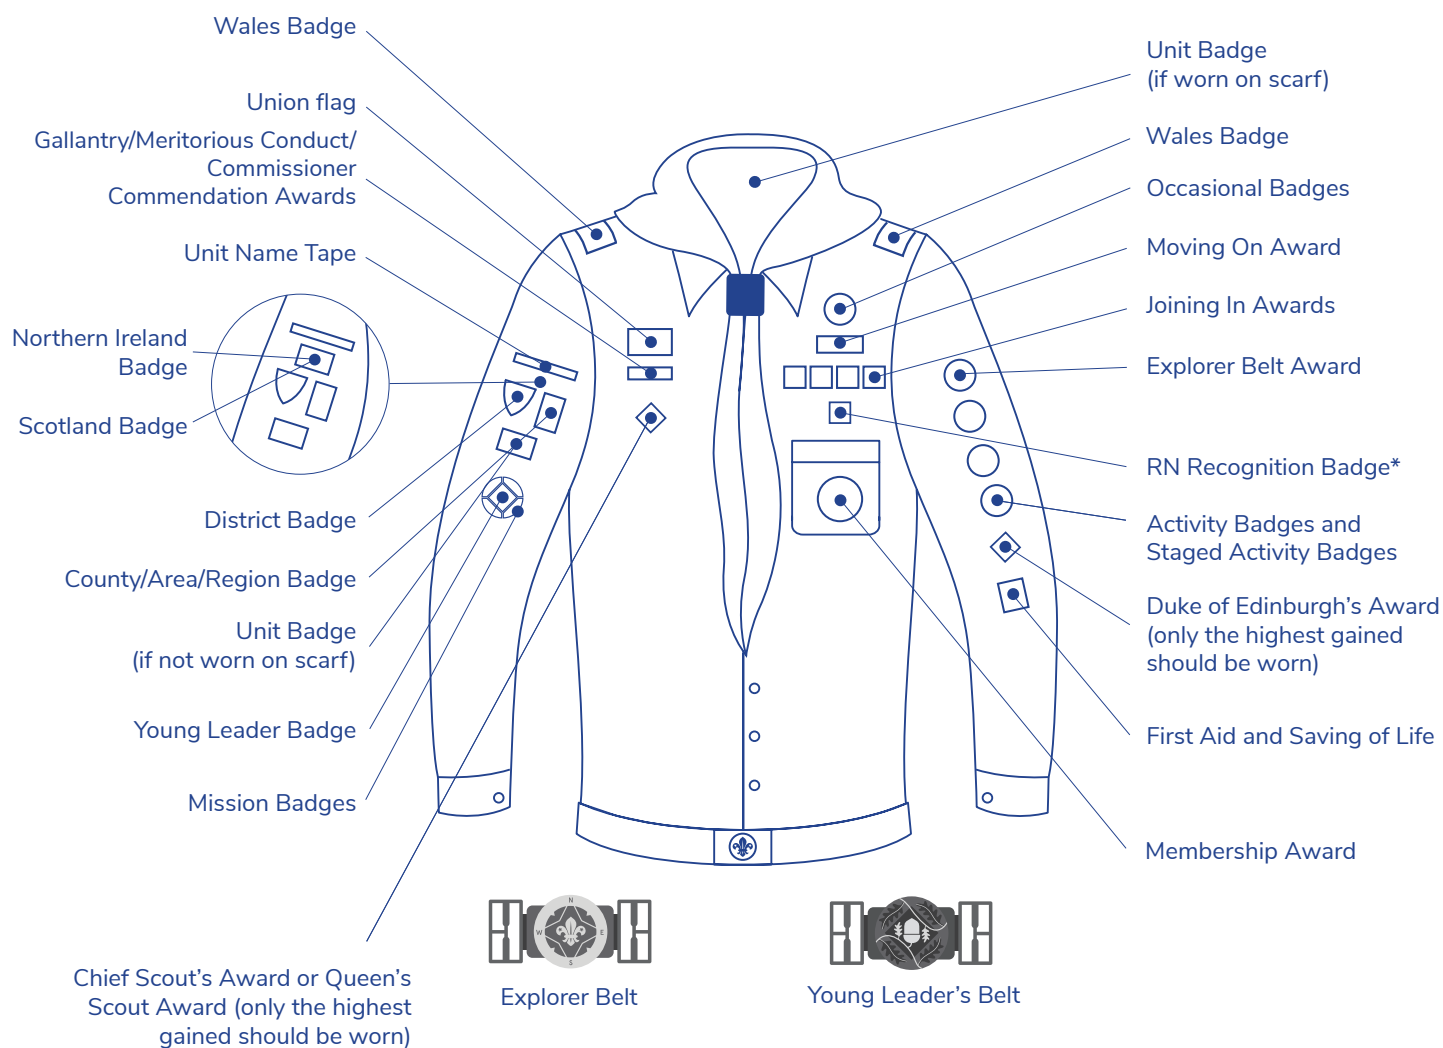 Wales Badge
Union flag
Gallantry/Meritorious Conduct/
Commissioner
Commendation Awards
Unit Name Tape
Northern Ireland
Badge
Scotland Badge
District Badge
County/Area/Region Badge
Unit Badge
(if not worn on scarf)
Young Leader Badge
Mission Badges
Chief Scout’s Award or Queen’s
Scout Award (only the highest
gained should be worn)
Unit Badge
(if worn on scarf)
Wales Badge
Occasional Badges
Moving On Award
Joining In Awards
Explorer Belt Award
RN Recognition Badge*
Activity Badges and
Staged Activity Badges
Duke of Edinburgh’s Award
(only the highest gained
should be worn)
First Aid and Saving of Life
Membership Award
N
W E
S
Explorer Belt
Young Leader’s Belt